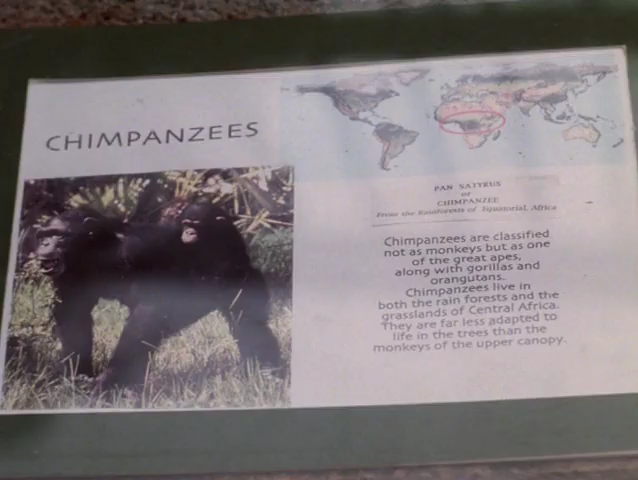 CHIMPANZEES
PAN SATYRUS
or
CHIMPANZEE
From the Rainforests of Equatorial, Africa
Chimpanzees are classified
not as monkeys but as one
of the great apes,
along with gorillas and
orangutans.
Chimpanzees live in
both the rain forests and the
grasslands of Central Africa.
They are far less adapted to
life in the trees than the
monkeys of the upper canopy.